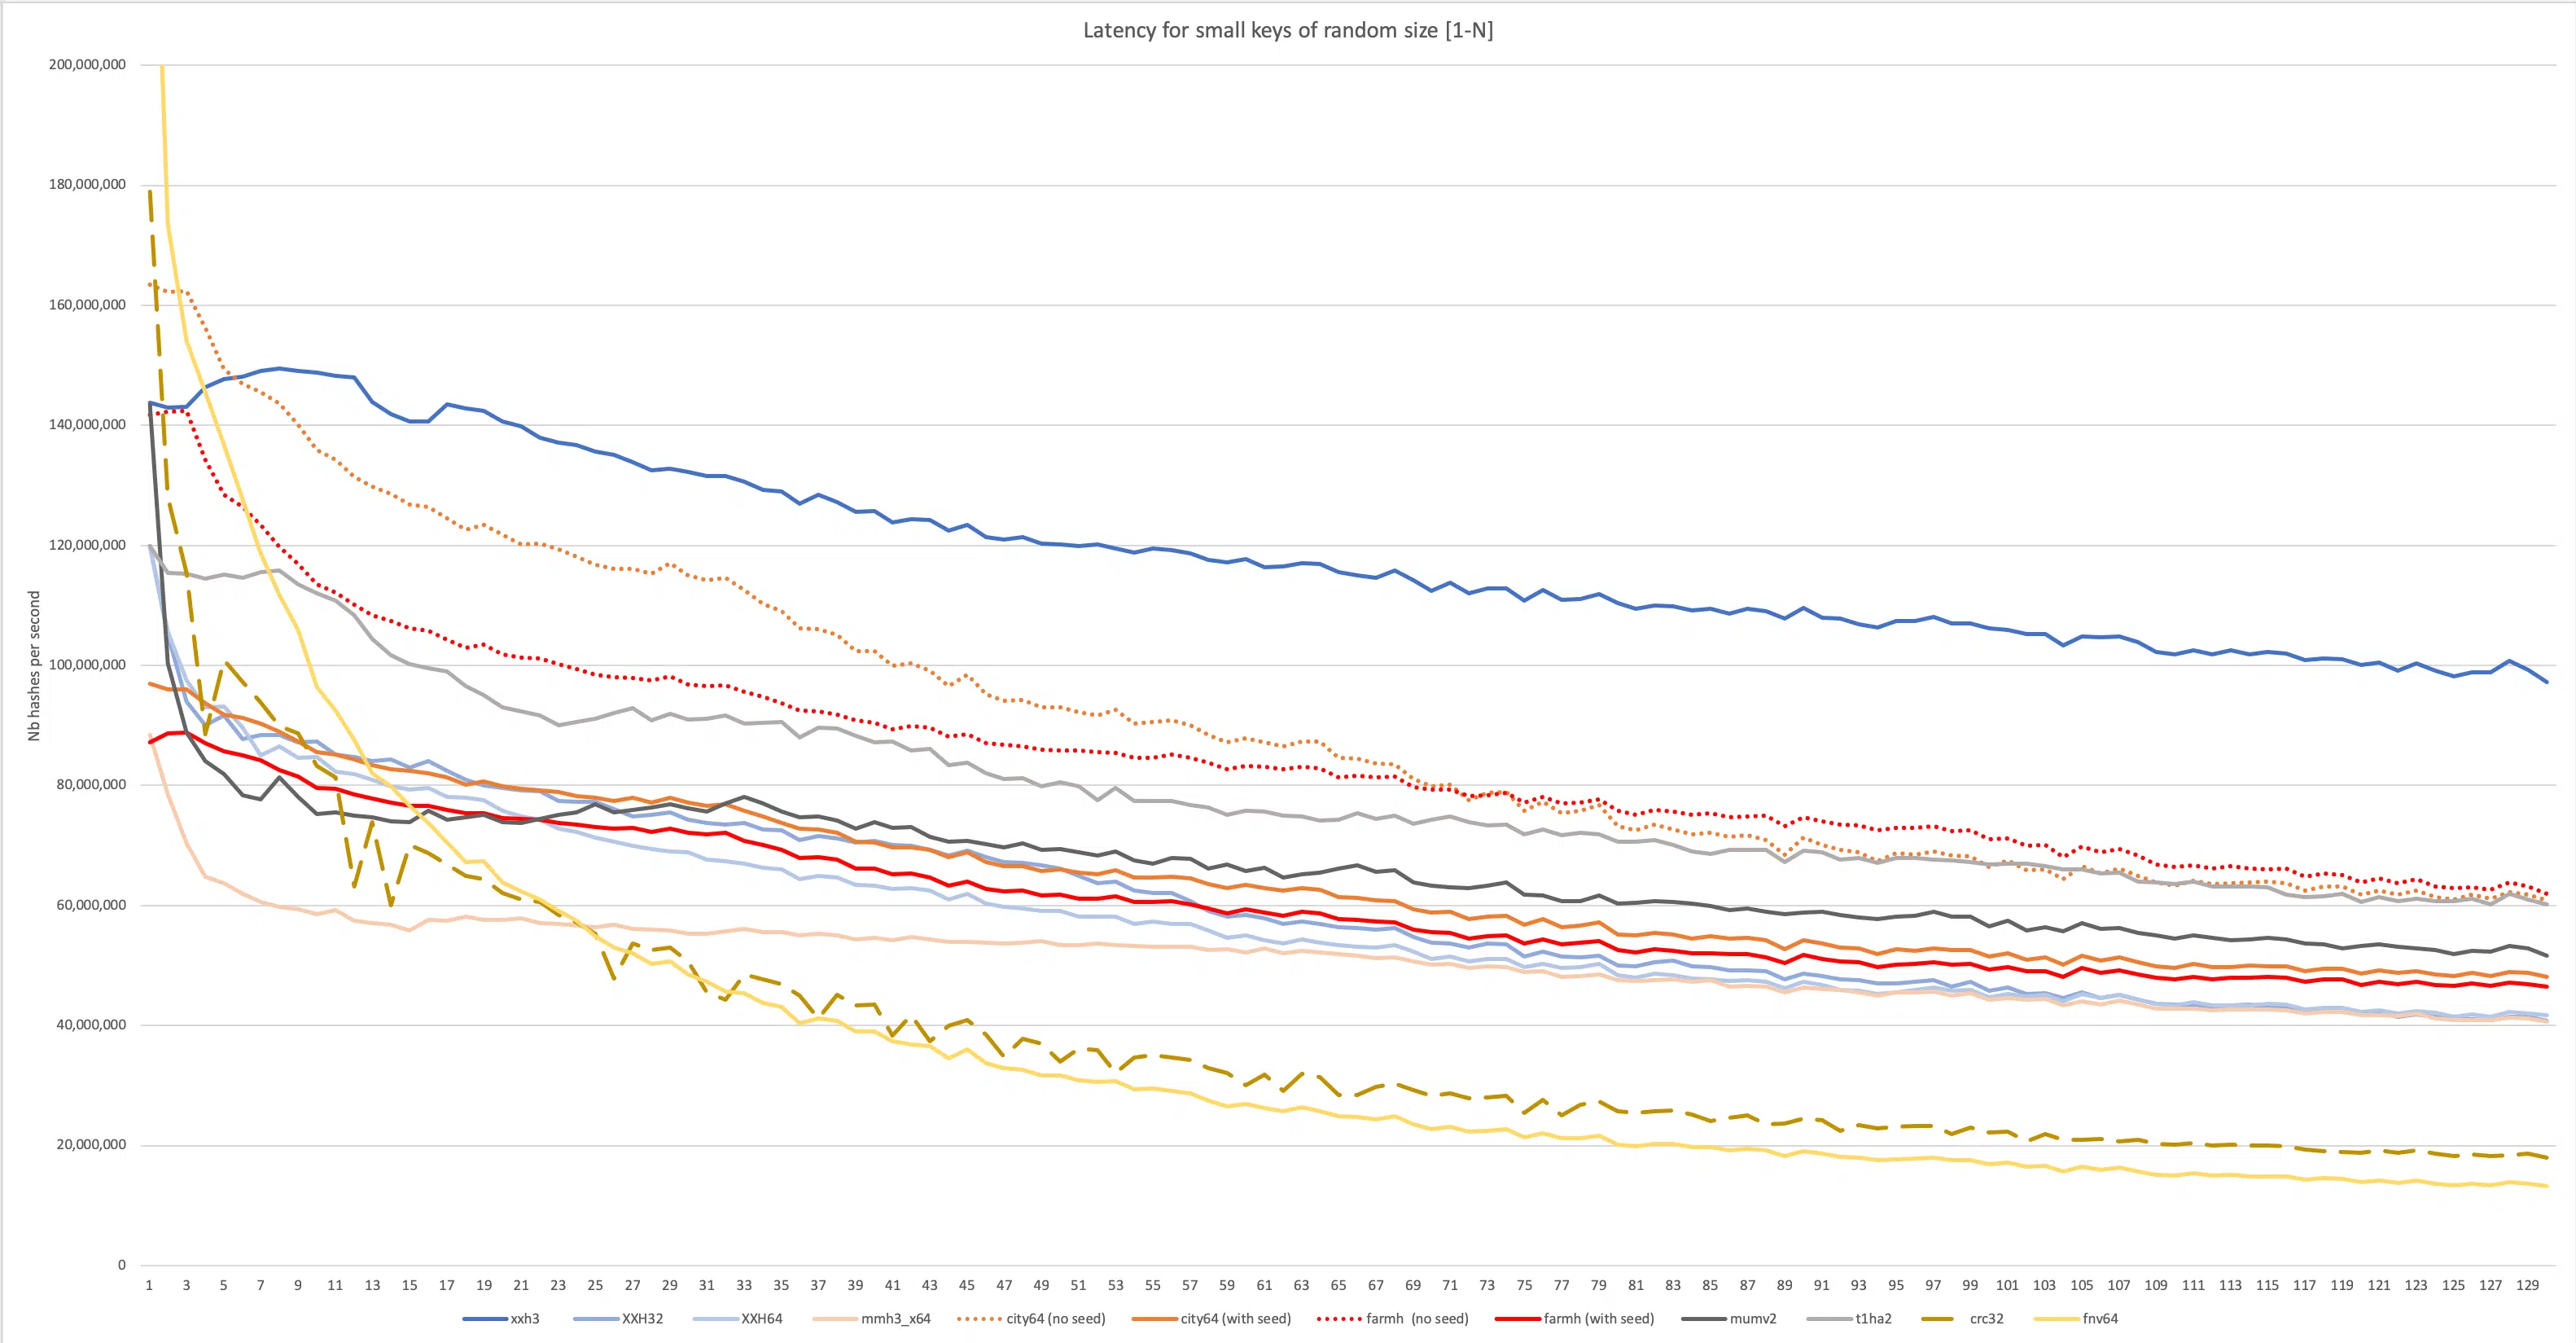 Latency for small keys of random size [1-N]
Nb hashes per second
200,000,000
180,000,000
160,000,000
140,000,000
120,000,000
100,000,000
80,000,000
60,000,000
40,000,000
20,000,000
0
1 3 5 7 9 11 13 15 17 19 21 23 25 27 29 31 33 35 37 39 41 43 45 47 49 51 53 55 57 59 61 63 65 67 69 71 73 75 77 79 81 83 85 87 89 91 93 95 97 99 101 103 105 107 109 111 113 115 117 119 121 123 125 127 129
xxh3 XXH32 XXH64 mmh3_x64 city64 (no seed) city64 (with seed) farmh (no seed) farmh (with seed) mumv2 t1ha2 crc32 fnv64